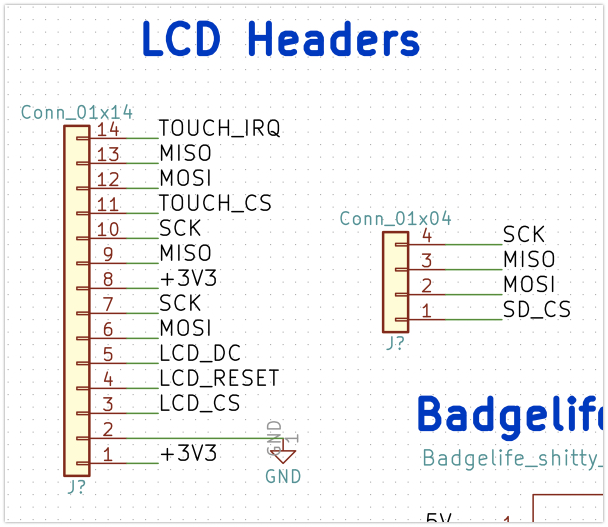 LCD Headers
Conn_01x14
14 TOUCH_IRQ
13 MISO
12 MOSI
11 TOUCH_CS
10 SCK
9 MISO
8 +3V3
7 SCK
6 MOSI
5 LCD_DC
4 LCD_RESET
3 LCD_CS
2 GND 1
1 +3V3
GND
J?
Conn_01x04
4 SCK
3 MISO
2 MOSI
1 SD_CS
J?
Badgelife
Badgelife_shitty_
5V 1